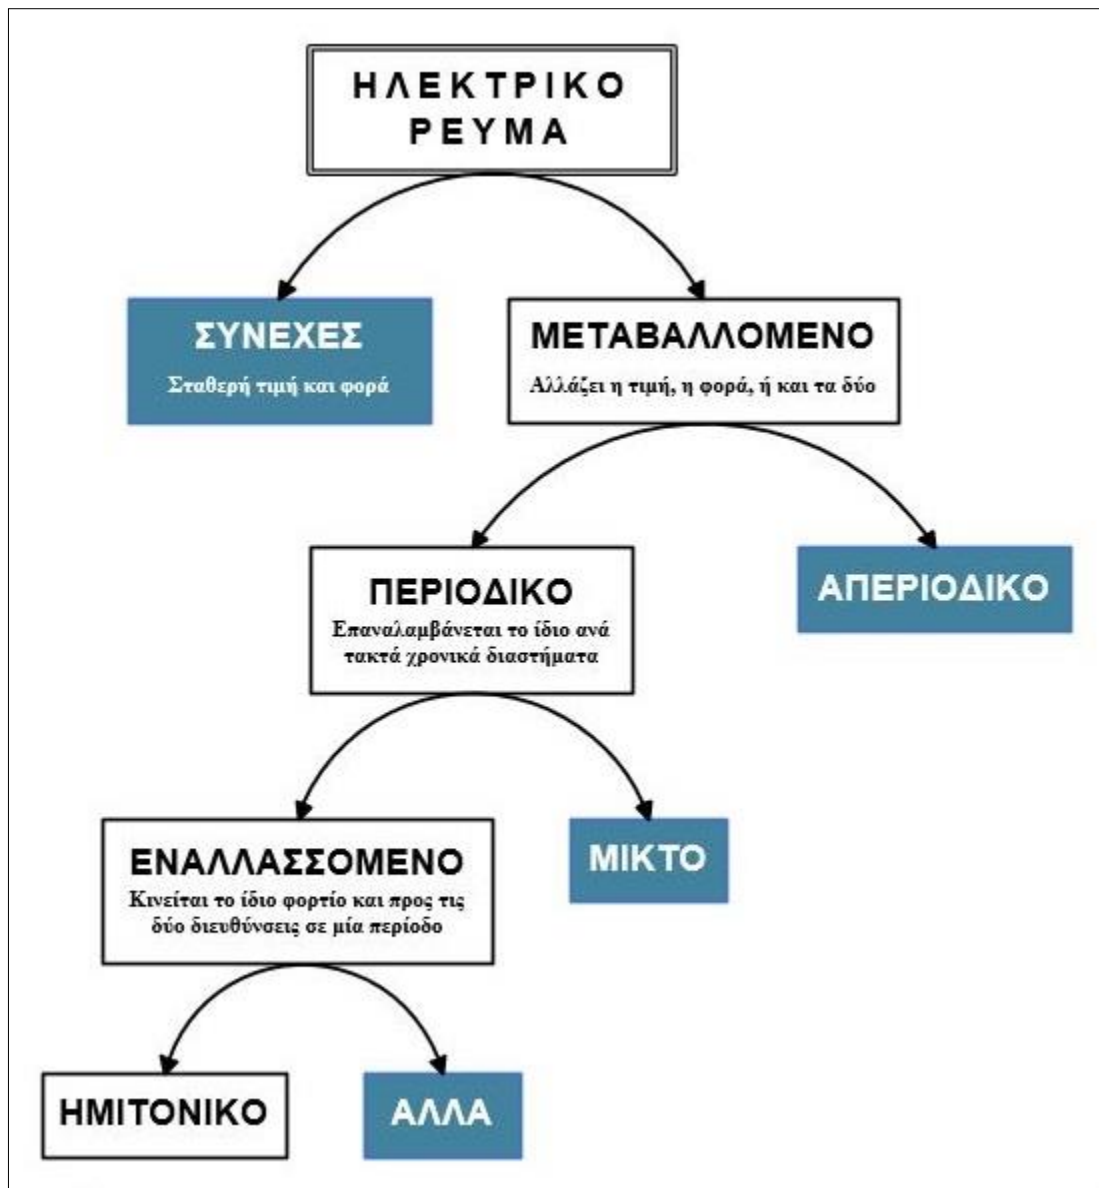 ΗΛΕΚΤΡΙΚΟ
ΡΕΥΜΑ
ΣΥΝΕΧΕΣ
Σταθερή τιμή και φορά
ΜΕΤΑΒΑΛΛΟΜΕΝΟ
Αλλάζει η τιμή, η φορά, ή και τα δύο
ΠΕΡΙΟΔΙΚΟ
Επαναλαμβάνεται το ίδιο ανά
τακτά χρονικά διαστήματα
ΑΠΕΡΙΟΔΙΚΟ
ΕΝΑΛΛΑΣΣΟΜΕΝΟ
Κινείται το ίδιο φορτίο και προς τις
δύο διευθύνσεις σε μία περίοδο
ΜΙΚΤΟ
ΗΜΙΤΟΝΙΚΟ
ΑΛΛΑ